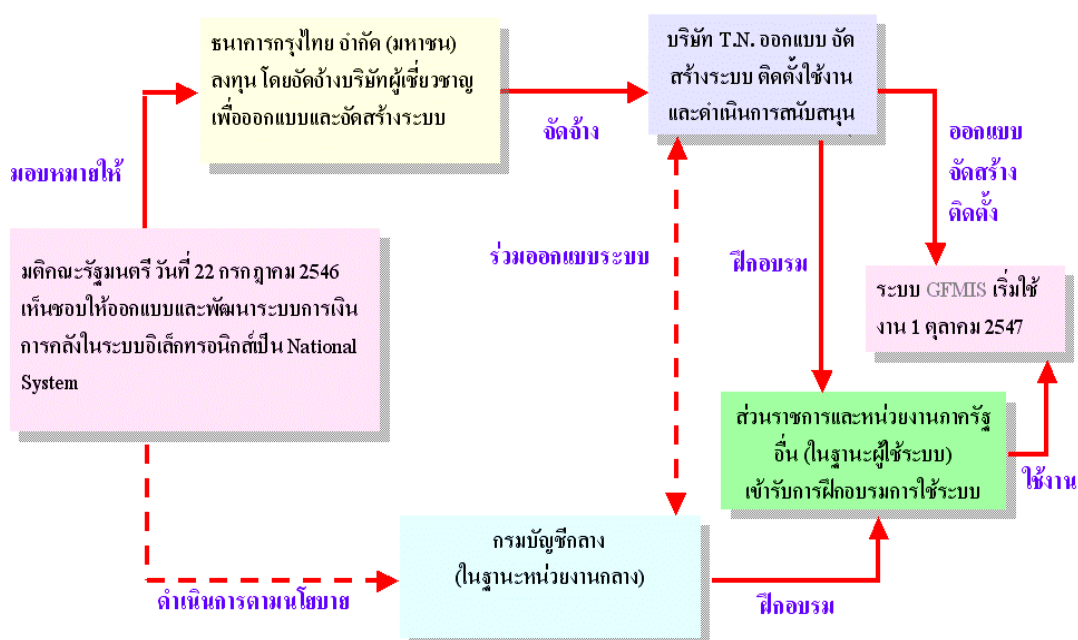 ธนาคารกรุงไทย จำกัด (มหาชน)
ลงทุน โดยจัดจ้างบริษัทผู้เชี่ยวชาญ
เพื่อออกแบบและจัดสร้างระบบ
บริษัท T.N. ออกแบบ จัด
สร้างระบบ ติดตั้งใช้งาน
และดำเนินการสนับสนุน
จัดจ้าง
ออกแบบ
จัดสร้าง
ติดตั้ง
มอบหมายให้
มติคณะรัฐมนตรี วันที่ 22 กรกฎาคม 2546
เห็นชอบให้ออกแบบและพัฒนาระบบการเงิน
การคลังในระบบอิเล็กทรอนิกส์เป็น National
System
ร่วมออกแบบระบบ
ฝึกอบรม
ระบบ GFMIS เริ่มใช้
งาน 1 ตุลาคม 2547
ส่วนราชการและหน่วยงานภาครัฐ
อื่น (ในฐานะผู้ใช้ระบบ)
เข้ารับการฝึกอบรมการใช้ระบบ
ใช้งาน
กรมบัญชีกลาง
(ในฐานะหน่วยงานกลาง)
ดำเนินการตามนโยบาย
ฝึกอบรม